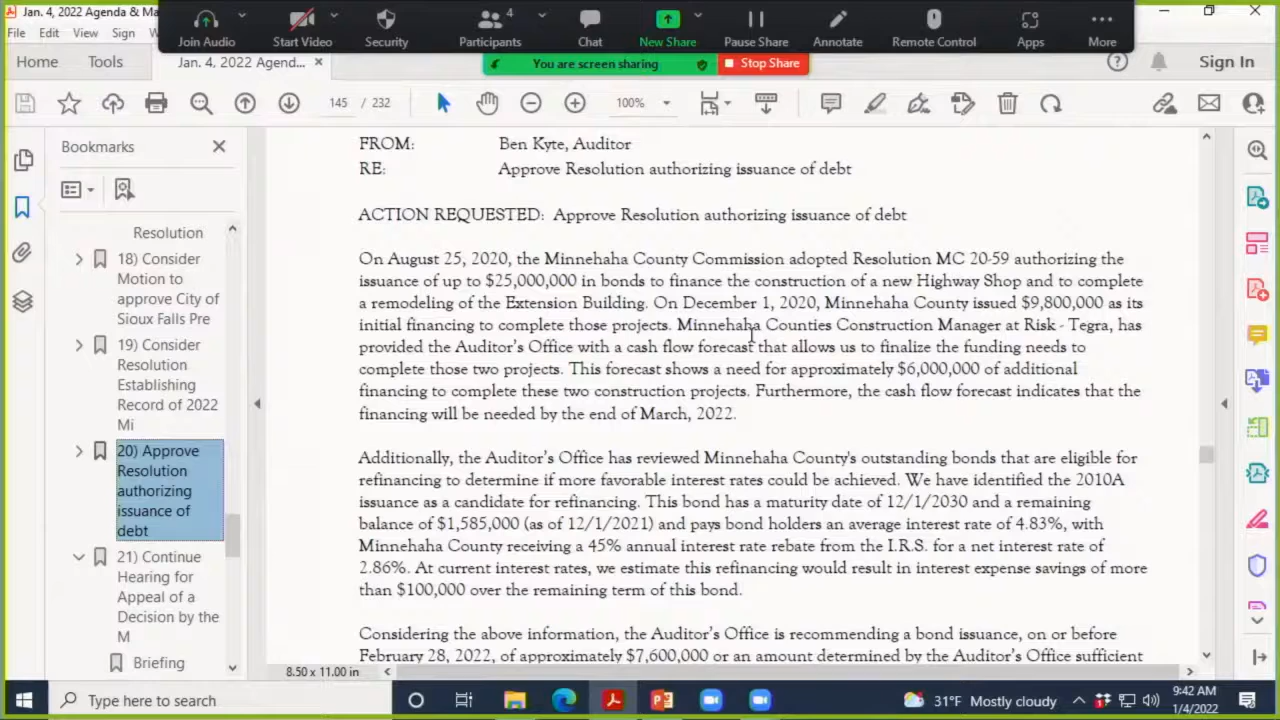 Jan. 4, 2022 Agenda & Ma
File Edit View Sign W
Join Audio
Start Video
Security
4
Participants
Chat
New Share
Pause Share
Annotate
Remote Control
Apps
More
You are screen sharing
Stop Share
Home Tools Jan. 4, 2022 Agend... Sign In
145 / 232 100%
Bookmarks
Resolution
18) Consider
Motion to
approve City of
Sioux Falls Pre
19) Consider
Resolution
Establishing
Record of 2022
Mi
20) Approve
Resolution
authorizing
issuance of
debt
21) Continue
Hearing for
Appeal of a
Decision by the
M
Briefing
FROM: Ben Kyte, Auditor
RE: Approve Resolution authorizing issuance of debt
ACTION REQUESTED: Approve Resolution authorizing issuance of debt
On August 25, 2020, the Minnehaha County Commission adopted Resolution MC 20-59 authorizing the
issuance of up to $25,000,000 in bonds to finance the construction of a new Highway Shop and to complete
a remodeling of the Extension Building. On December 1, 2020, Minnehaha County issued $9,800,000 as its
initial financing to complete those projects. Minnehaha Counties Construction Manager at Risk - Tegra, has
provided the Auditor's Office with a cash flow forecast that allows us to finalize the funding needs to
complete those two projects. This forecast shows a need for approximately $6,000,000 of additional
financing to complete these two construction projects. Furthermore, the cash flow forecast indicates that the
financing will be needed by the end of March, 2022.
Additionally, the Auditor's Office has reviewed Minnehaha County's outstanding bonds that are eligible for
refinancing to determine if more favorable interest rates could be achieved. We have identified the 2010A
issuance as a candidate for refinancing. This bond has a maturity date of 12/1/2030 and a remaining
balance of $1,585,000 (as of 12/1/2021) and pays bond holders an average interest rate of 4.83%, with
Minnehaha County receiving a 45% annual interest rate rebate from the I.R.S. for a net interest rate of
2.86%. At current interest rates, we estimate this refinancing would result in interest expense savings of more
than $100,000 over the remaining term of this bond.
Considering the above information, the Auditor's Office is recommending a bond issuance, on or before
February 28, 2022, of approximately $7,600,000 or an amount determined by the Auditor's Office sufficient
8.50 x 11.00 in
Type here to search
31°F Mostly cloudy
9:42 AM
1/4/2022